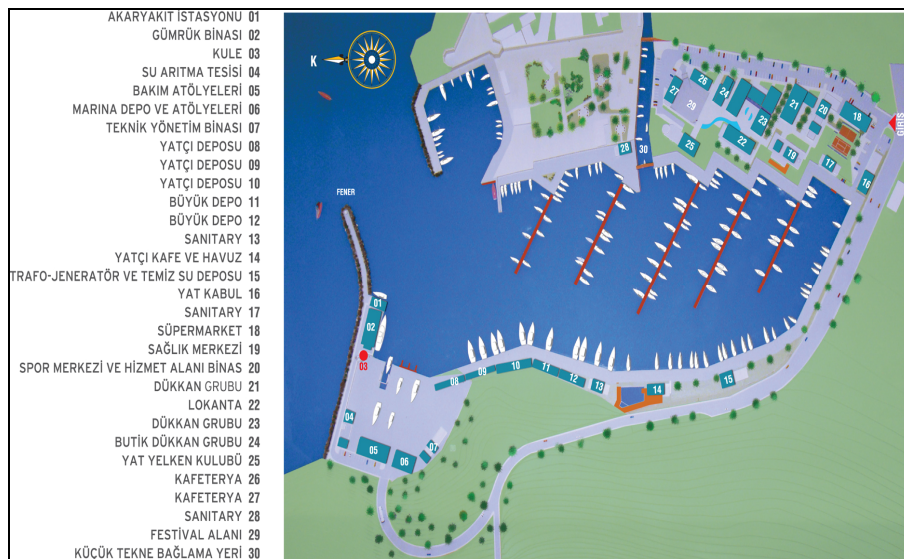 AKARYAKIT İSTASYONU 01
GÜMRÜK BİNASI 02
KULE 03
SU ARITMA TESİSİ 04
BAKIM ATÖLYELERİ 05
MARINA DEPO VE ATÖLYELERİ 06
TEKNİK YÖNETİM BİNASI 07
YATÇI DEPOSU 08
YATÇI DEPOSU 09
YATÇI DEPOSU 10
BÜYÜK DEPO 11
BÜYÜK DEPO 12
SANITARY 13
YATÇI KAFE VE HAVUZ 14
TRAFO-JENERATÖR VE TEMİZ SU DEPOSU 15
YAT KABUL 16
SANITARY 17
SÜPERMARKET 18
SAĞLIK MERKEZİ 19
SPOR MERKEZİ VE HİZMET ALANI BİNAS 20
DÜKKAN GRUBU 21
LOKANTA 22
DÜKKAN GRUBU 23
BUTİK DÜKKAN GRUBU 24
YAT YELKEN KULUBÜ 25
KAFETERYA 26
KAFETERYA 27
SANITARY 28
FESTİVAL ALANI 29
KÜÇÜK TEKNE BAĞLAMA YERİ 30
K
FENER
GİRİŞ
26
27
24
29
21
20
18
23
22
25
19
17
16
28
30
01
02
03
08
09
10
11
12
13
14
15
04
05
06
07